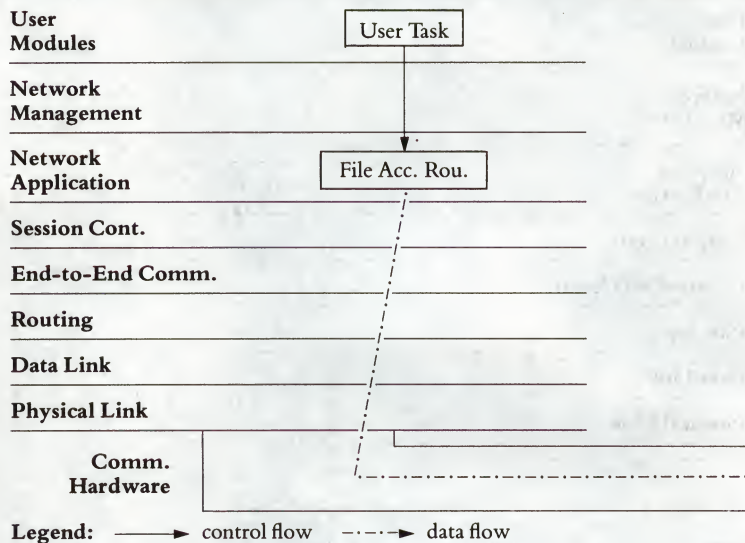 User
Modules
User Task
Network
Management
Network
Application
File Acc. Rou.
Session Cont.
End-to-End Comm.
Routing
Data Link
Physical Link
Comm.
Hardware
Legend: control flow data flow